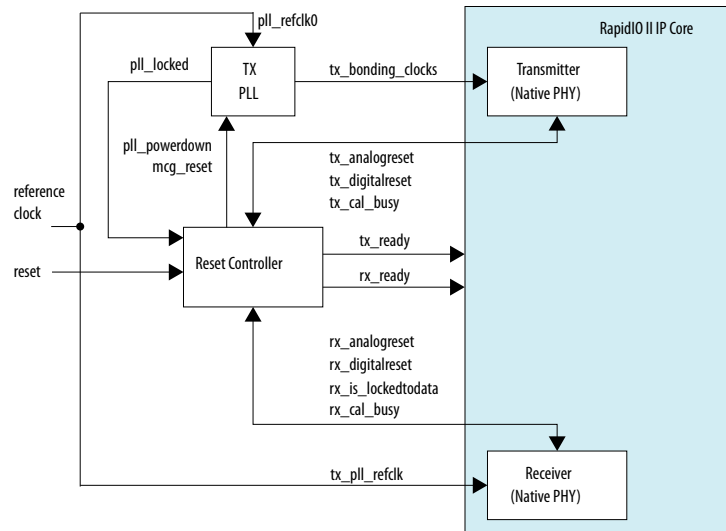 pll_refclk0
RapidIO II IP Core
pll_locked
TX
PLL
tx_bonding_clocks
Transmitter
(Native PHY)
pll_powerdown
mcg_reset
tx_analogreset
tx_digitalreset
tx_cal_busy
reference
clock
tx_ready
Reset Controller
reset
rx_ready
rx_analogreset
rx_digitalreset
rx_is_lockedtodata
rx_cal_busy
tx_pll_refclk
Receiver
(Native PHY)